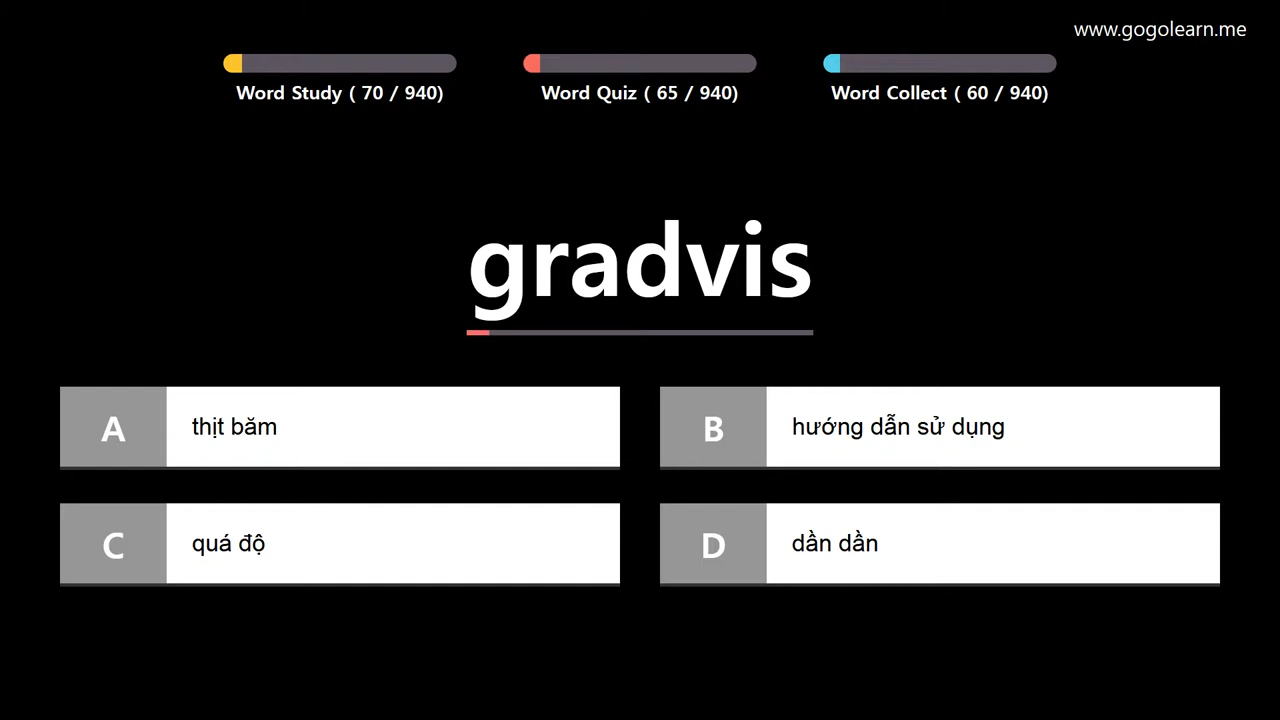 www.gogolearn.me
Word Study ( 70 / 940)
Word Quiz ( 65 / 940)
Word Collect ( 60 / 940)
gradvis
A
thịt băm
B
hướng dẫn sử dụng
C
quá độ
D
dần dần